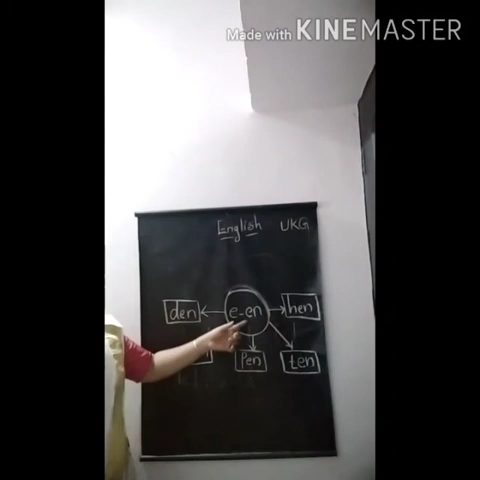 Made with KINEMASTER
English UKG
den e-en hen
Pen ten